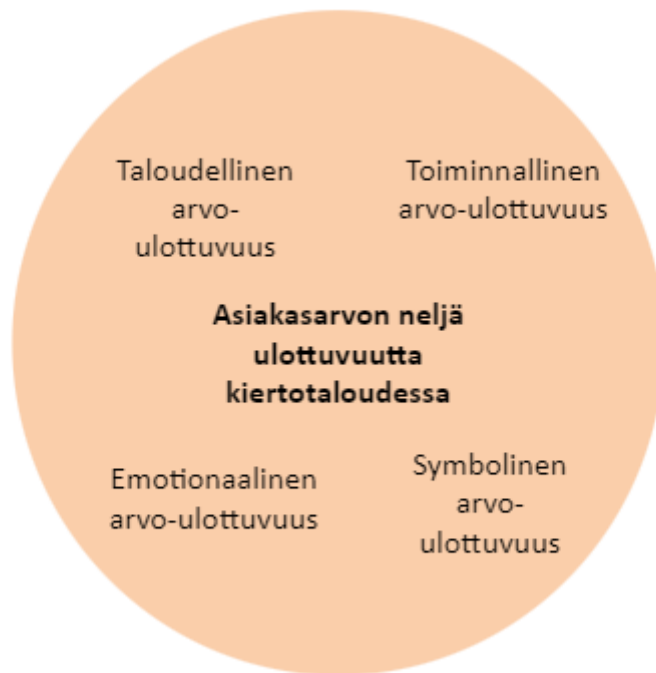 Taloudellinen
arvo-
ulottuvuus
Toiminnallinen
arvo-ulottuvuus
Asiakasarvon neljä
ulottuvuutta
kiertotaloudessa
Emotionaalinen
arvo-ulottuvuus
Symbolinen
arvo-
ulottuvuus